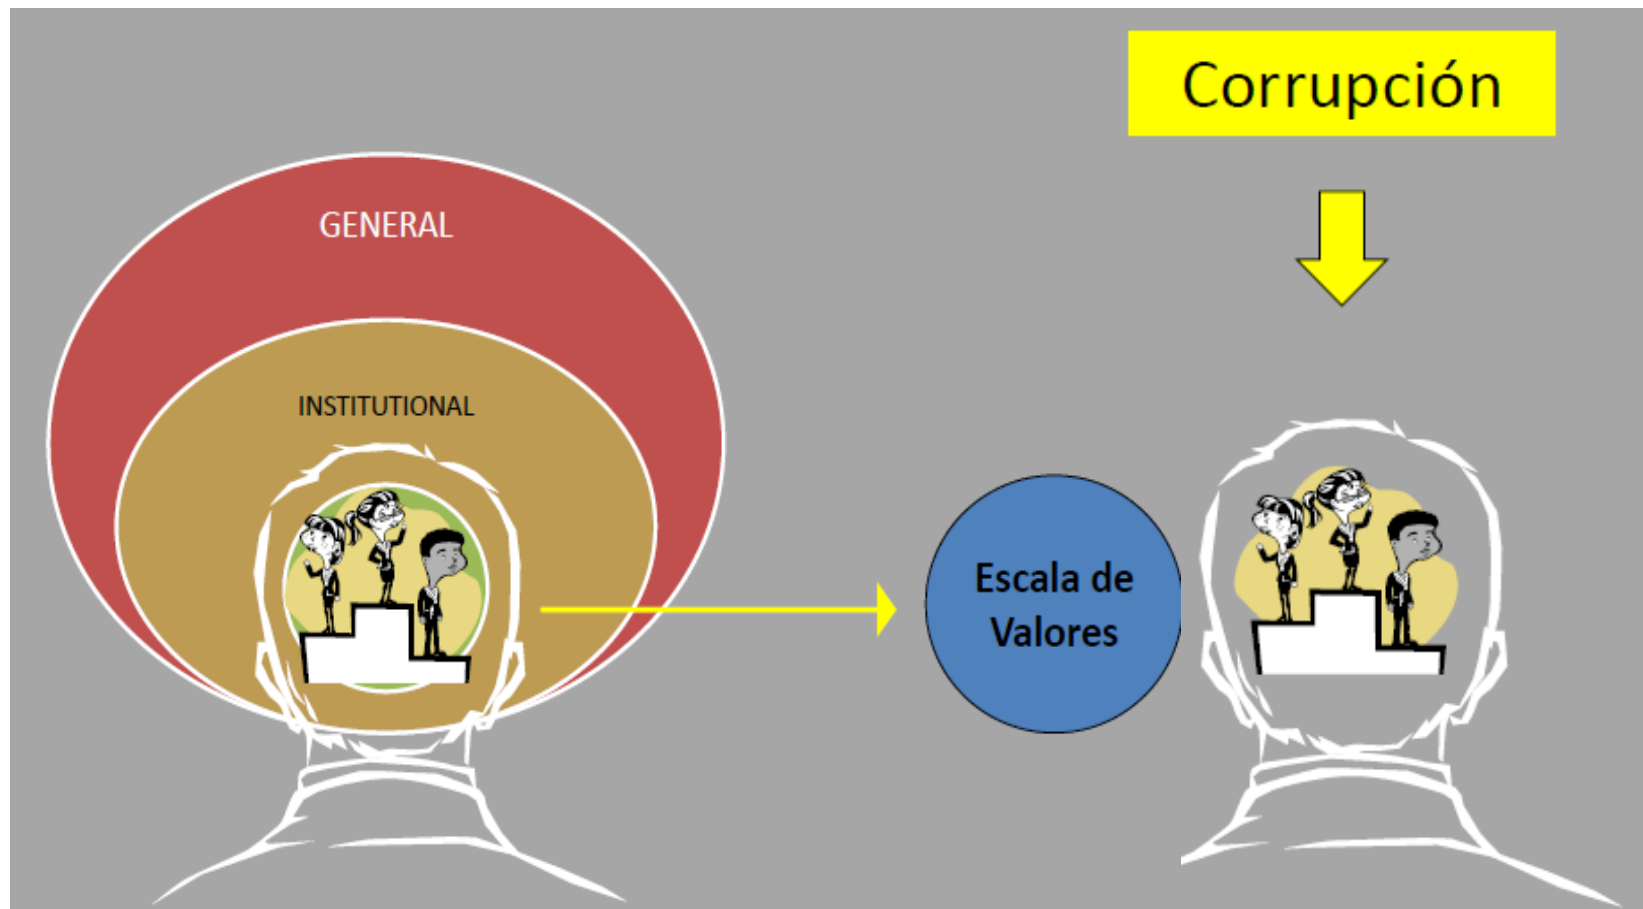 Corrupción
GENERAL
INSTITUTIONAL
Escala de
Valores